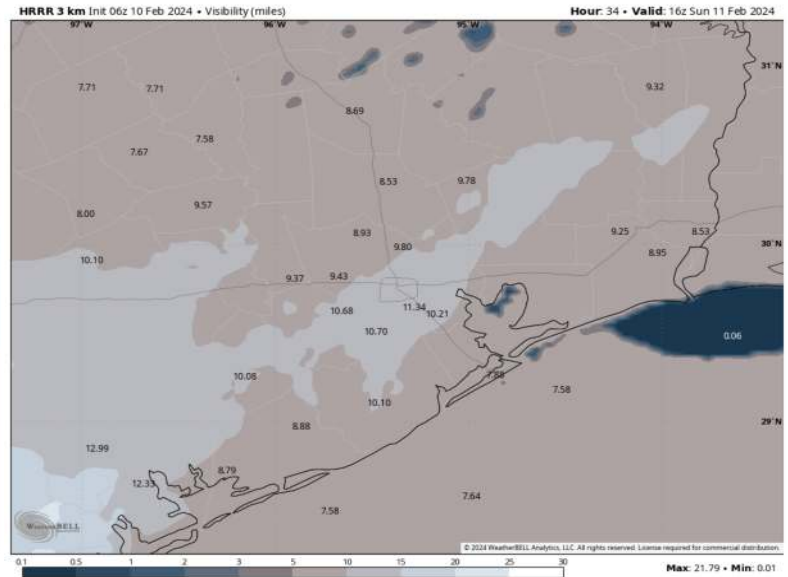 HRRR 3 km Init 06z 10 Feb 2024 • Visibility (miles)
Hour: 34 • Valid: 16z Sun 11 Feb 2024
97°W 96°W 95°W 94°W
31°N
7.71 7.71 9.32
8.69
7.58
7.67
8.53 9.78
9.57
8.00
8.93 9.25 8.53
9.80 30°N
8.95
10.10
9.37 9.43
10.68 11.34 10.21
10.70
0.06
10.08 7.88
7.58
10.10
8.88 29°N
12.99
8.79
12.33
7.64
7.58
WeatherBELL
© 2024 WeatherBELL Analytics, LLC. All rights reserved. License required for commercial distribution.
0.1 0.5 1 2 3 5 10 15 20 25 30
Max: 21.79 • Min: 0.01